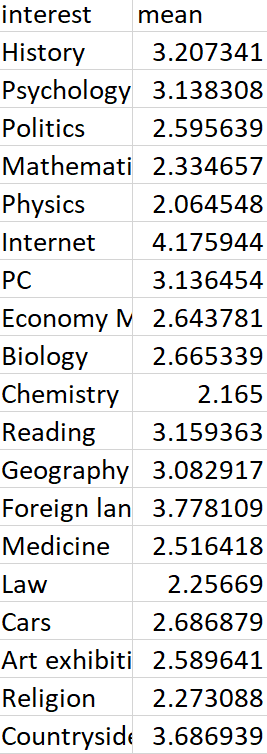 interest mean
History 3.207341
Psychology 3.138308
Politics 2.595639
Mathemati 2.334657
Physics 2.064548
Internet 4.175944
PC 3.136454
Economy M 2.643781
Biology 2.665339
Chemistry 2.165
Reading 3.159363
Geography 3.082917
Foreign lan 3.778109
Medicine 2.516418
Law 2.25669
Cars 2.686879
Art exhibiti 2.589641
Religion 2.273088
Countryside 3.686939